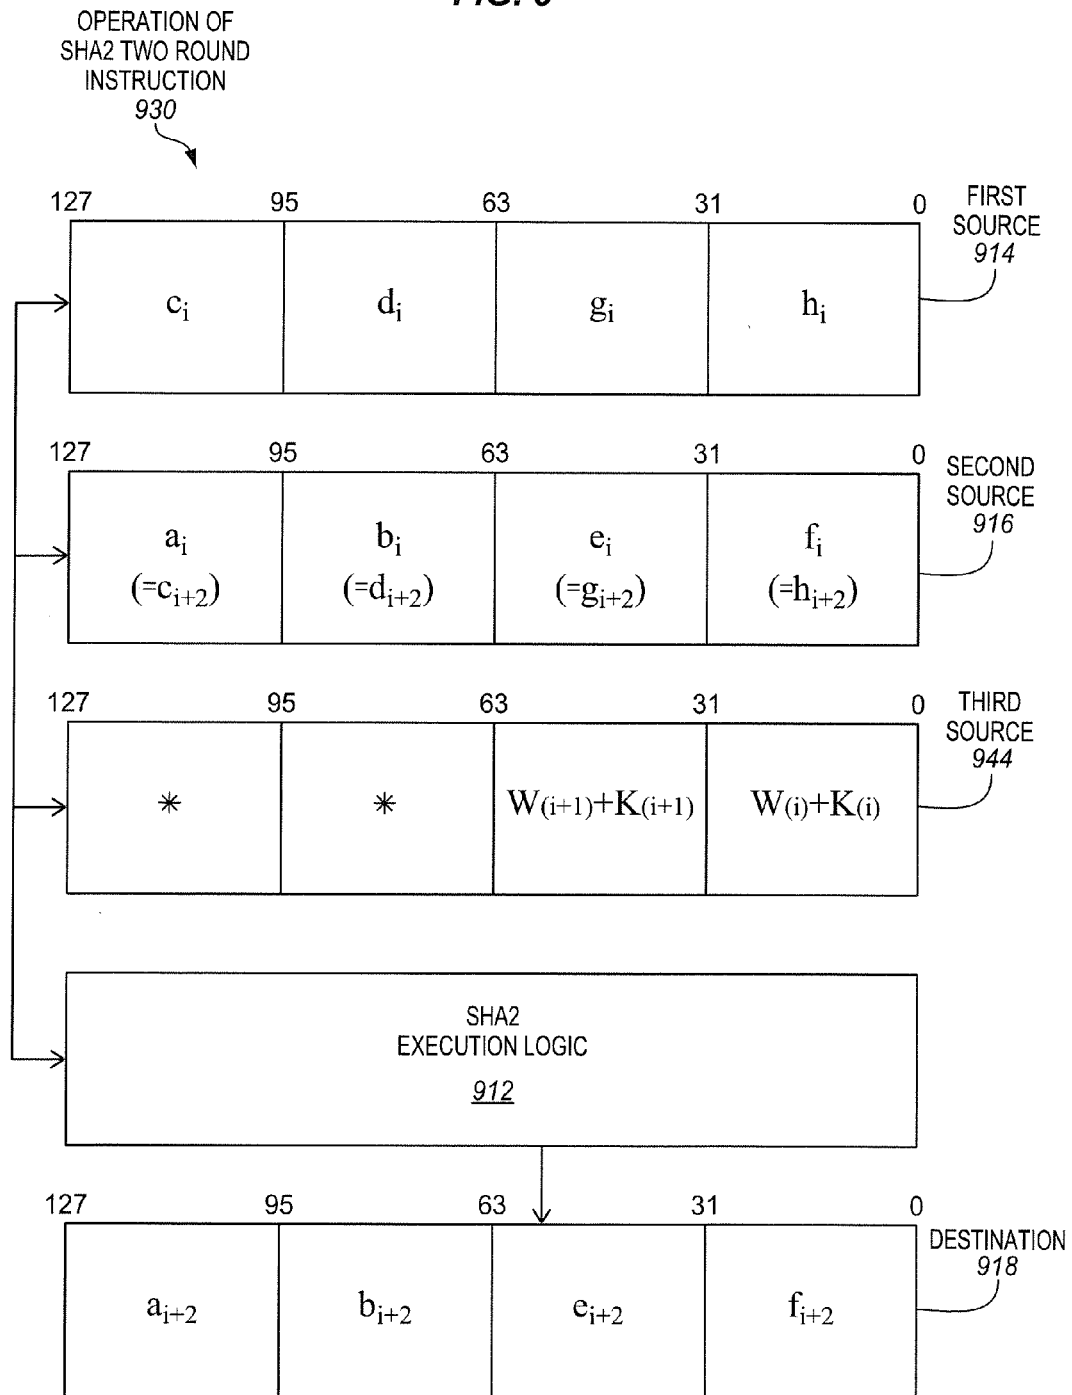 OPERATION OF
SHA2 TWO ROUND
INSTRUCTION
930
127 95 63 31 0
FIRST
SOURCE
914
cᵢ dᵢ gᵢ hᵢ
127 95 63 31 0
SECOND
SOURCE
916
aᵢ bᵢ eᵢ fᵢ
(=cᵢ₊₂) (=dᵢ₊₂) (=gᵢ₊₂) (=hᵢ₊₂)
127 95 63 31 0
THIRD
SOURCE
944
* * W(i+1)+K(i+1) W(i)+K(i)
SHA2
EXECUTION LOGIC
912
127 95 63 31 0
DESTINATION
918
aᵢ₊₂ bᵢ₊₂ eᵢ₊₂ fᵢ₊₂